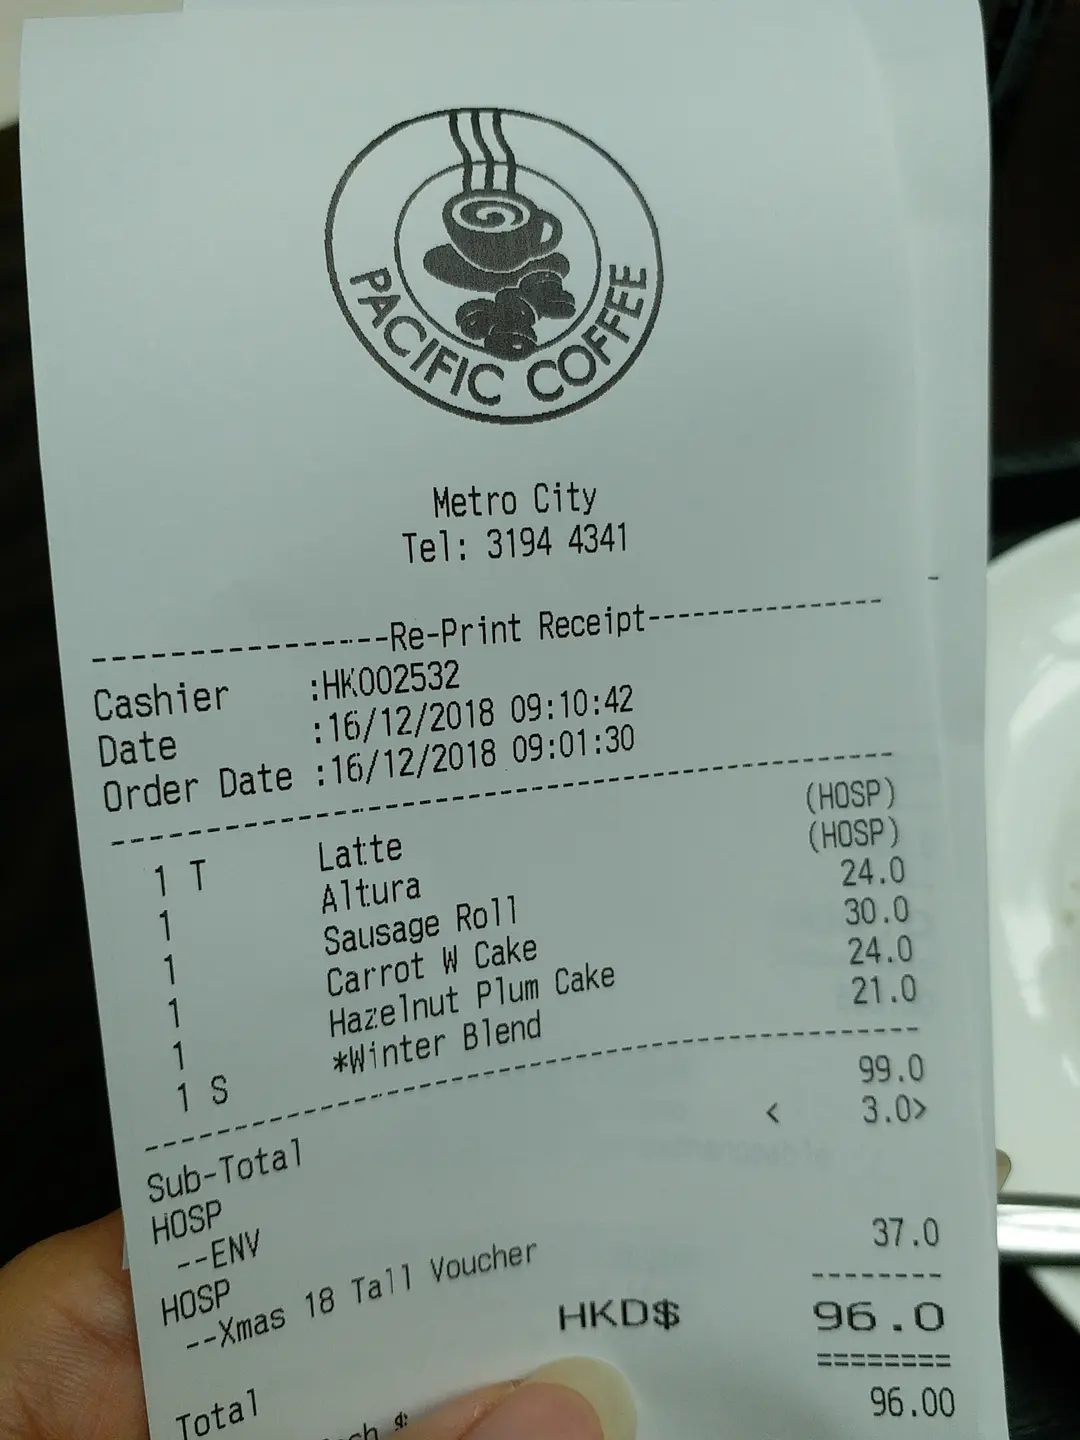 PACIFIC COFFEE
Metro City
Tel: 3194 4341
----------------Re-Print Receipt----------------
Cashier :HK002532
Date :16/12/2018 09:10:42
Order Date :16/12/2018 09:01:30
1 T Latte (HOSP)
1 Altura (HOSP)
1 Sausage Roll 24.0
1 Carrot W Cake 30.0
1 Hazelnut Plum Cake 24.0
1 S *Winter Blend 21.0
Sub-Total 99.0
HOSP < 3.0>
--ENV
HOSP
--Xmas 18 Tall Voucher 37.0
Total HKD$ 96.0
$ 96.00